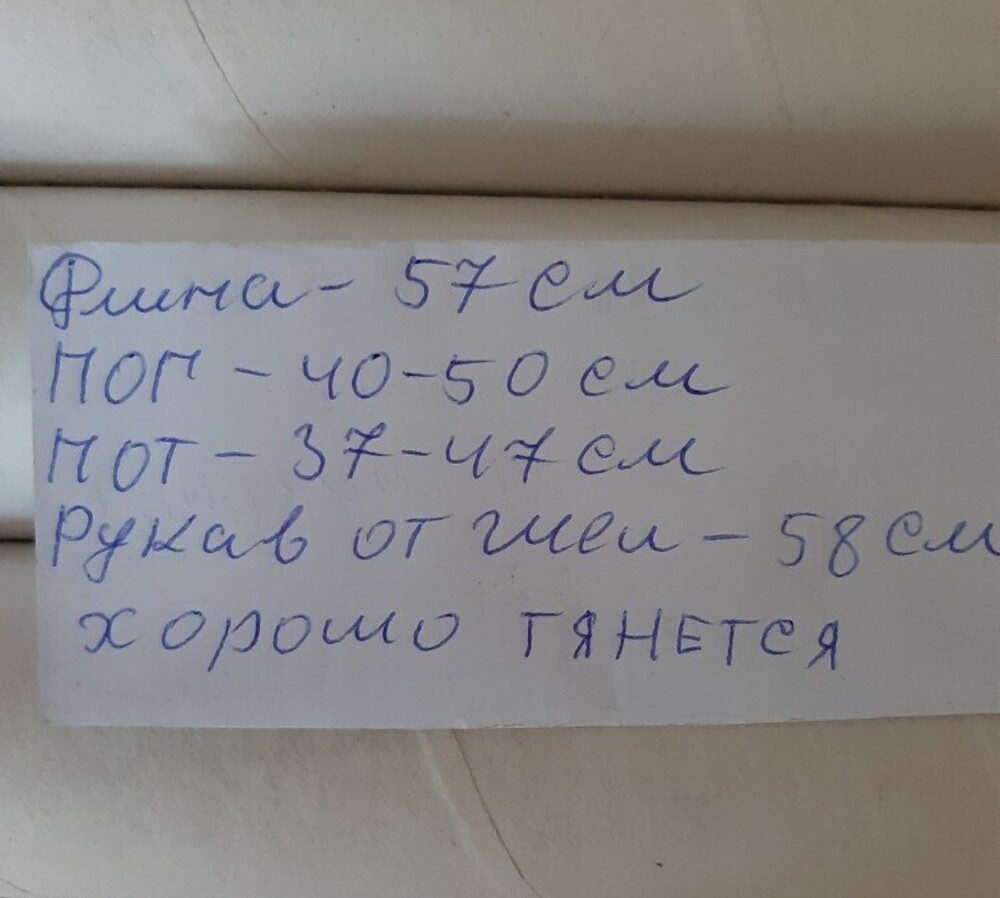 Длина - 57 см
ПОГ - 40-50 см
ПОТ - 37-47 см
Рукав от шеи - 58 см
хорошо тянется